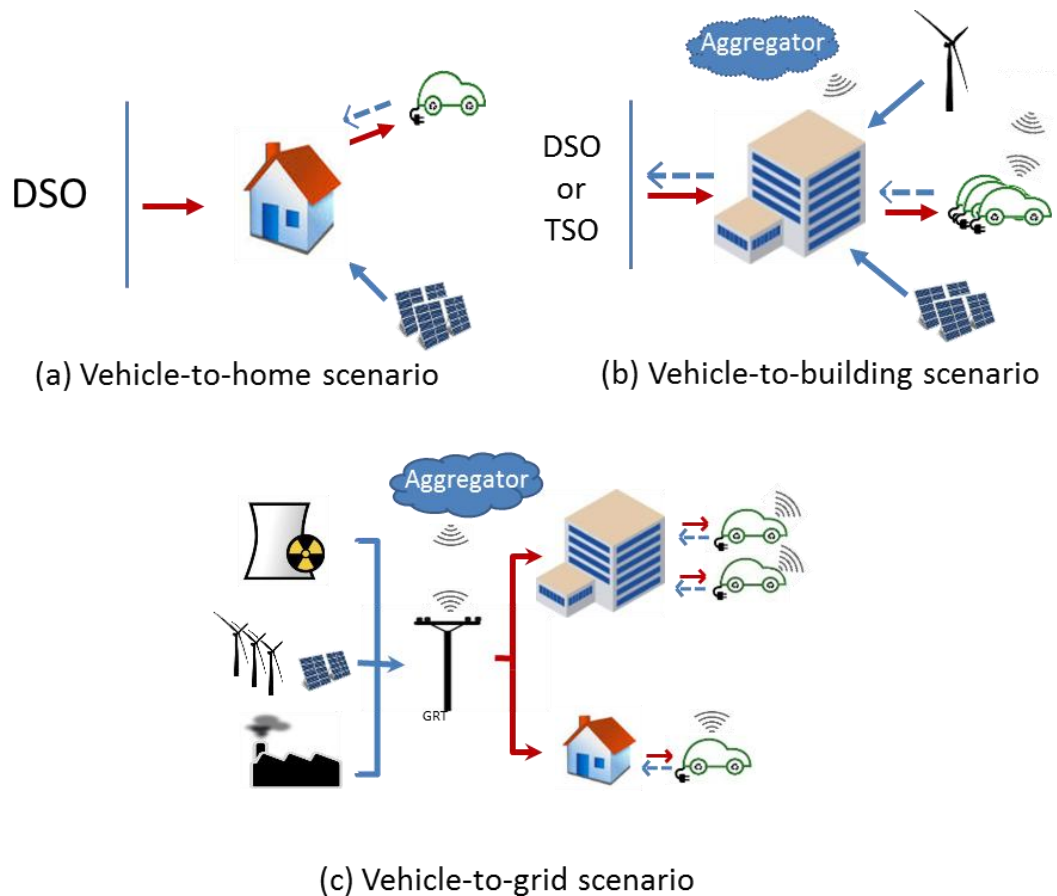 Aggregator
DSO
DSO
or
TSO
(a) Vehicle-to-home scenario
(b) Vehicle-to-building scenario
Aggregator
GRT
(c) Vehicle-to-grid scenario